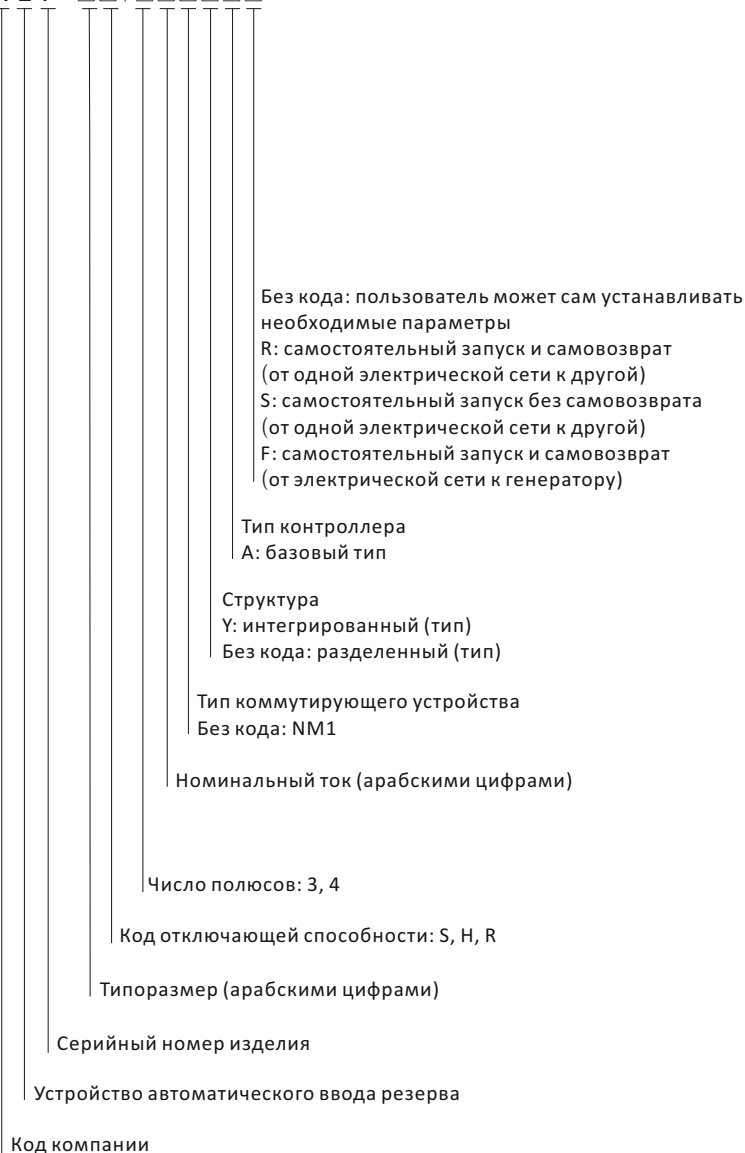 Без кода: пользователь может сам устанавливать
необходимые параметры
R: самостоятельный запуск и самовозврат
(от одной электрической сети к другой)
S: самостоятельный запуск без самовозврата
(от одной электрической сети к другой)
F: самостоятельный запуск и самовозврат
(от электрической сети к генератору)
Тип контроллера
A: базовый тип
Структура
Y: интегрированный (тип)
Без кода: разделенный (тип)
Тип коммутирующего устройства
Без кода: NM1
Номинальный ток (арабскими цифрами)
Число полюсов: 3, 4
Код отключающей способности: S, H, R
Типоразмер (арабскими цифрами)
Серийный номер изделия
Устройство автоматического ввода резерва
Код компании